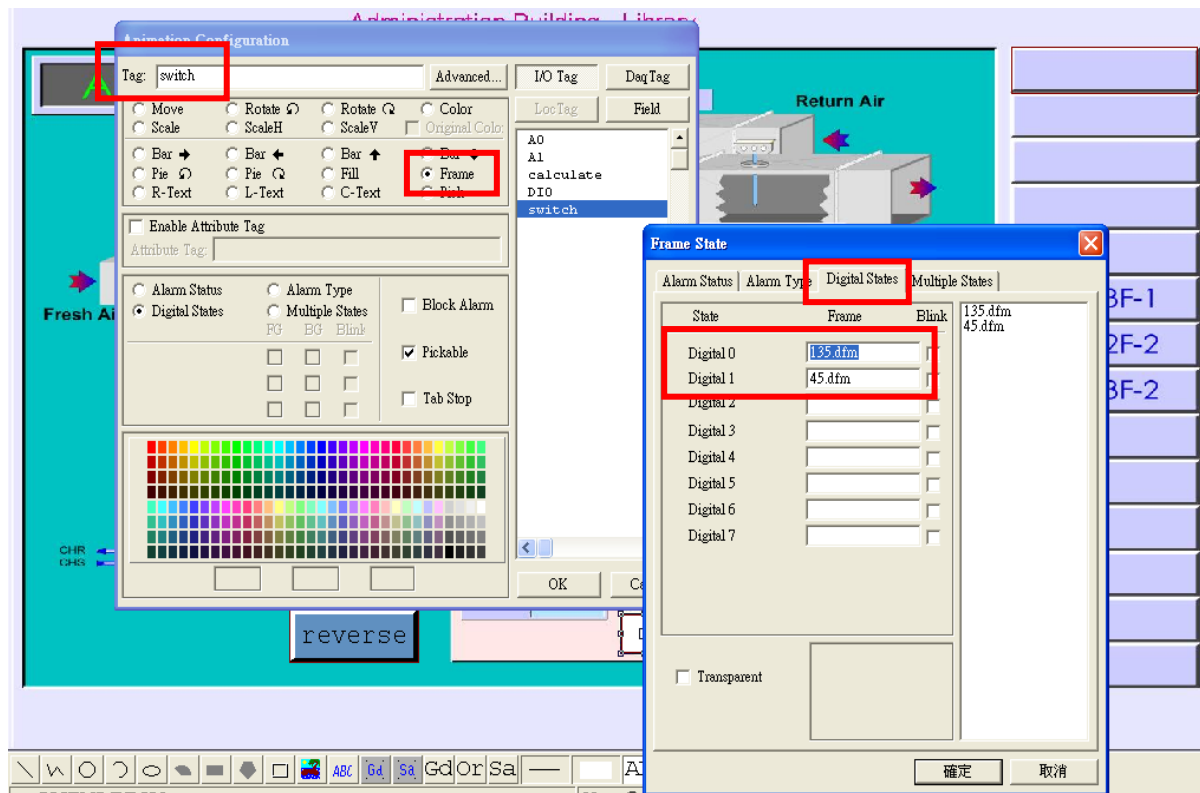 Administration Building - Library
Animation Configuration
Tag: switch Advanced...
I/O Tag DaqTag
LocTag Field
Move Rotate Rotate Color
Scale ScaleH ScaleV Original Color
Bar Bar Bar Bar
Pie Pie Fill Frame
R-Text L-Text C-Text Pick
Enable Attribute Tag
Attribute Tag:
Alarm Status Alarm Type
Digital States Multiple States
FG BG Blink
Block Alarm
Pickable
Tab Stop
A0
A1
calculate
DIO
switch
OK
Return Air
Fresh Ai
CHR
CHS
reverse
Frame State
Alarm Status Alarm Type Digital States Multiple States
State Frame Blink
Digital 0 135.dfm
Digital 1 45.dfm
Digital 2
Digital 3
Digital 4
Digital 5
Digital 6
Digital 7
135.dfm
45.dfm
Transparent
確定 取消
3F-1
2F-2
3F-2
ABC Gd Sa Gd Or Sa